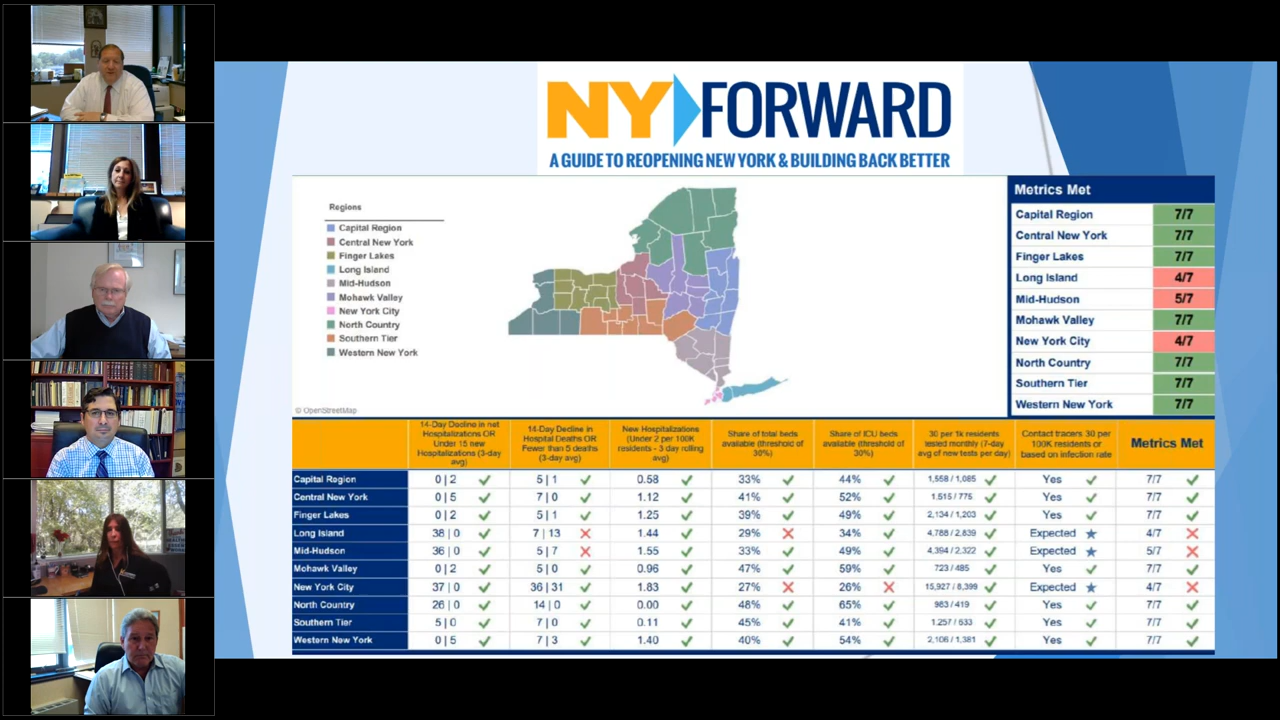 NY FORWARD
A GUIDE TO REOPENING NEW YORK & BUILDING BACK BETTER
Regions
Capital Region
Central New York
Finger Lakes
Long Island
Mid-Hudson
Mohawk Valley
New York City
North Country
Southern Tier
Western New York
© OpenStreetMap
Metrics Met
Capital Region 7/7
Central New York 7/7
Finger Lakes 7/7
Long Island 4/7
Mid-Hudson 5/7
Mohawk Valley 7/7
New York City 4/7
North Country 7/7
Southern Tier 7/7
Western New York 7/7
14-Day Decline in net
Hospitalizations OR
Under 15 new
Hospitalizations (3-day
avg)
14-Day Decline in
Hospital Deaths OR
Fewer than 5 deaths
(3-day avg)
New Hospitalizations
(Under 2 per 100K
residents - 3 day rolling
avg)
Share of total beds
available (threshold of
30%)
Share of ICU beds
available (threshold of
30%)
30 per 1k residents
tested monthly (7-day
avg of new tests per day)
Contact tracers 30 per
100K residents or
based on infection rate
Metrics Met
Capital Region 0 | 2 5 | 1 0.58 33% 44% 1,558 / 1,085 Yes 7/7
Central New York 0 | 5 7 | 0 1.12 41% 52% 1,515 / 775 Yes 7/7
Finger Lakes 0 | 2 5 | 1 1.25 39% 49% 2,134 / 1,203 Yes 7/7
Long Island 38 | 0 7 | 13 1.44 29% 34% 4,788 / 2,839 Expected 4/7
Mid-Hudson 36 | 0 5 | 7 1.55 33% 49% 4,394 / 2,322 Expected 5/7
Mohawk Valley 0 | 2 5 | 0 0.96 47% 59% 723 / 485 Yes 7/7
New York City 37 | 0 36 | 31 1.83 27% 26% 15,927 / 8,399 Expected 4/7
North Country 26 | 0 14 | 0 0.00 48% 65% 983 / 419 Yes 7/7
Southern Tier 5 | 0 7 | 0 0.11 45% 41% 1,257 / 633 Yes 7/7
Western New York 0 | 5 7 | 3 1.40 40% 54% 2,106 / 1,381 Yes 7/7